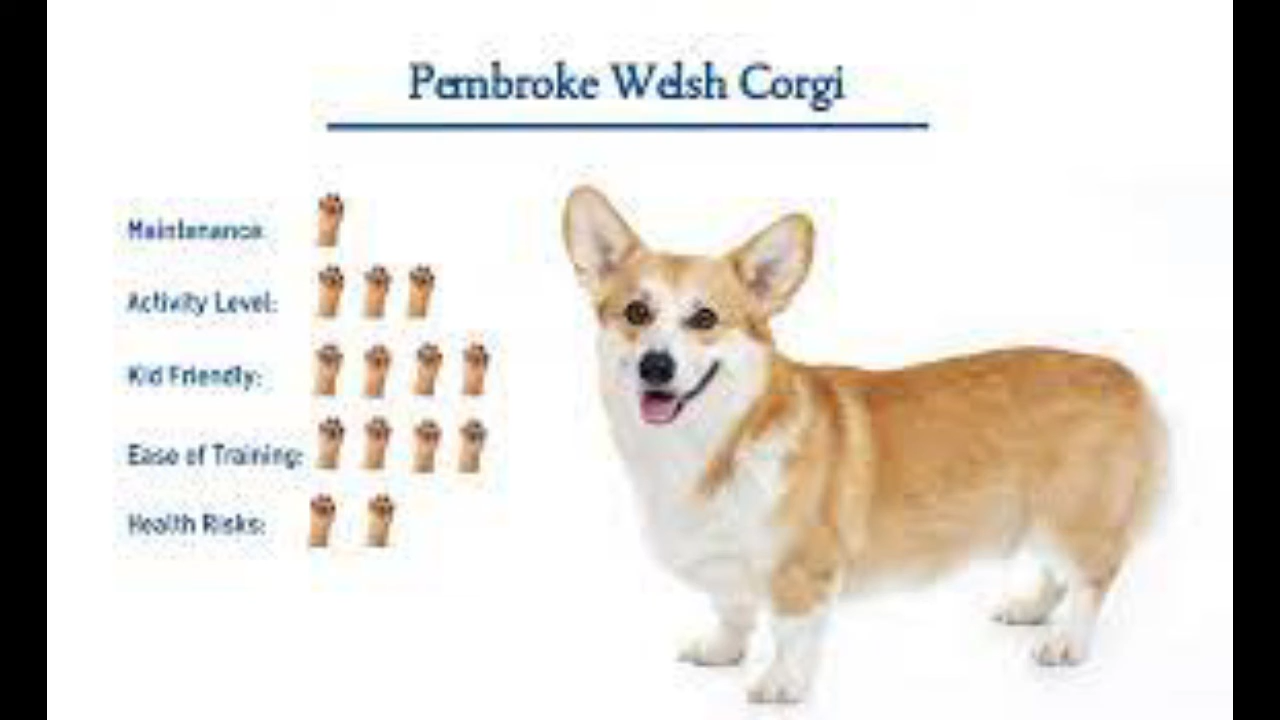 Pembroke Welsh Corgi
Maintenance
Activity Level:
Kid Friendly:
Ease of Training:
Health Risks: